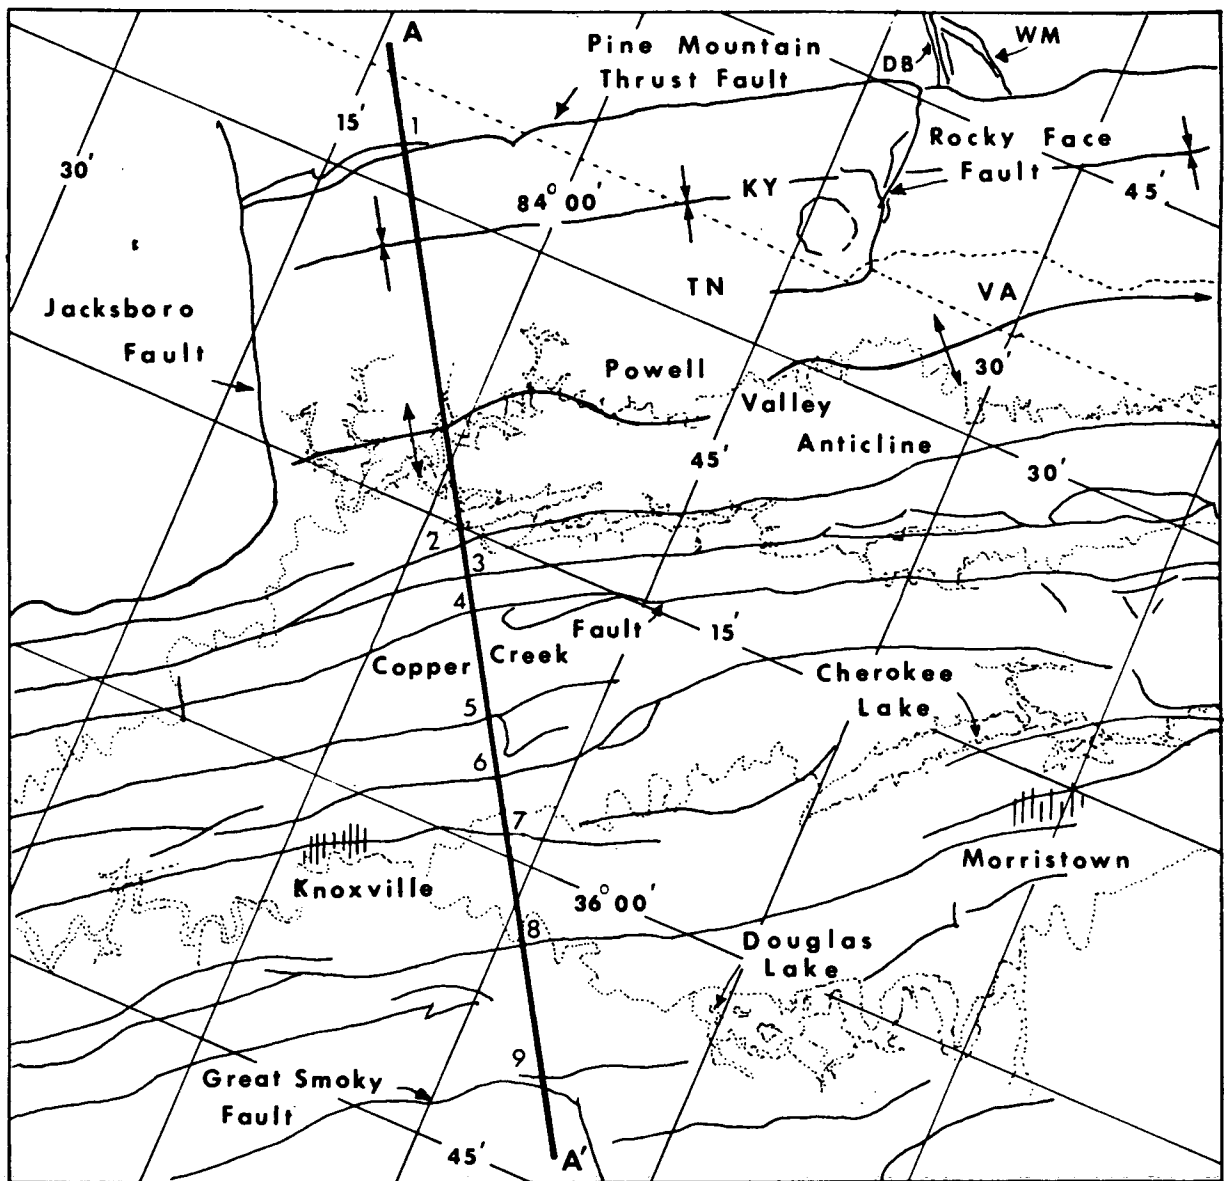 A
Pine Mountain
Thrust Fault
DB
WM
15′
1
30′
Rocky Face
Fault
84° 00′
KY
45′
TN
VA
Jacksboro
Fault
30′
Powell
Valley
Anticline
45′
30′
2
3
4
Fault
15′
Copper Creek
Cherokee
Lake
5
6
7
Knoxville
Morristown
36° 00′
8
Douglas
Lake
9
Great Smoky
Fault
45′
A′